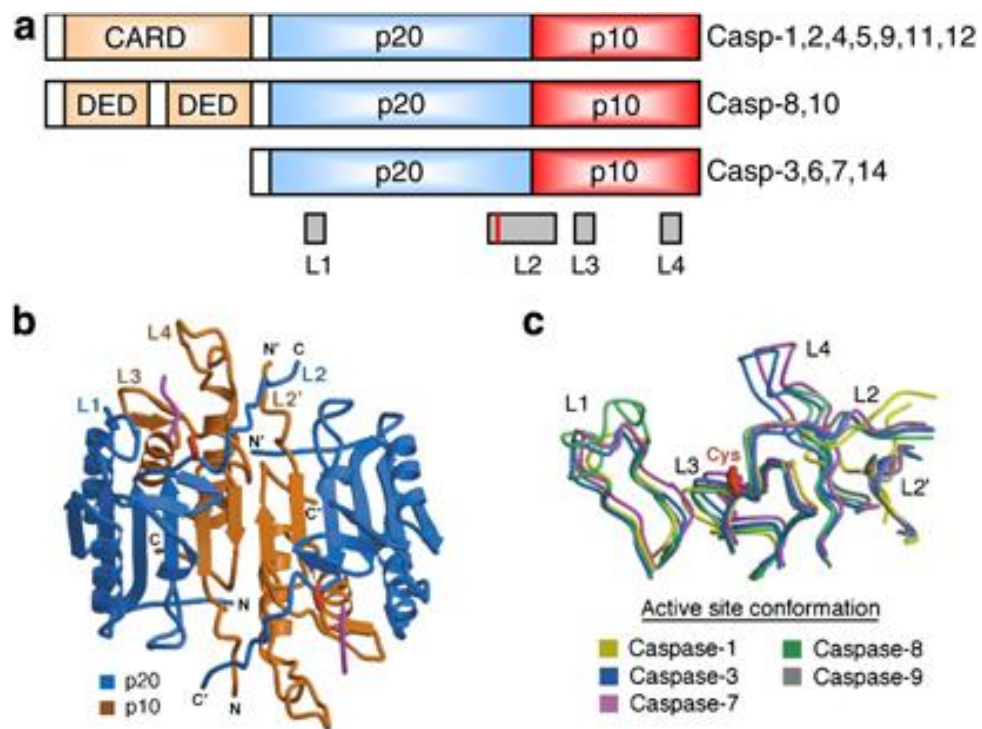 a
CARD p20 p10 Casp-1,2,4,5,9,11,12
DED DED p20 p10 Casp-8,10
p20 p10 Casp-3,6,7,14
L1 L2 L3 L4
b
L4
N' C
L3 L2
L1 L2'
N'
C'
C
N
C' N
p20
p10
c
L4
L1 L2
L3 Cys
L2'
Active site conformation
Caspase-1 Caspase-8
Caspase-3 Caspase-9
Caspase-7